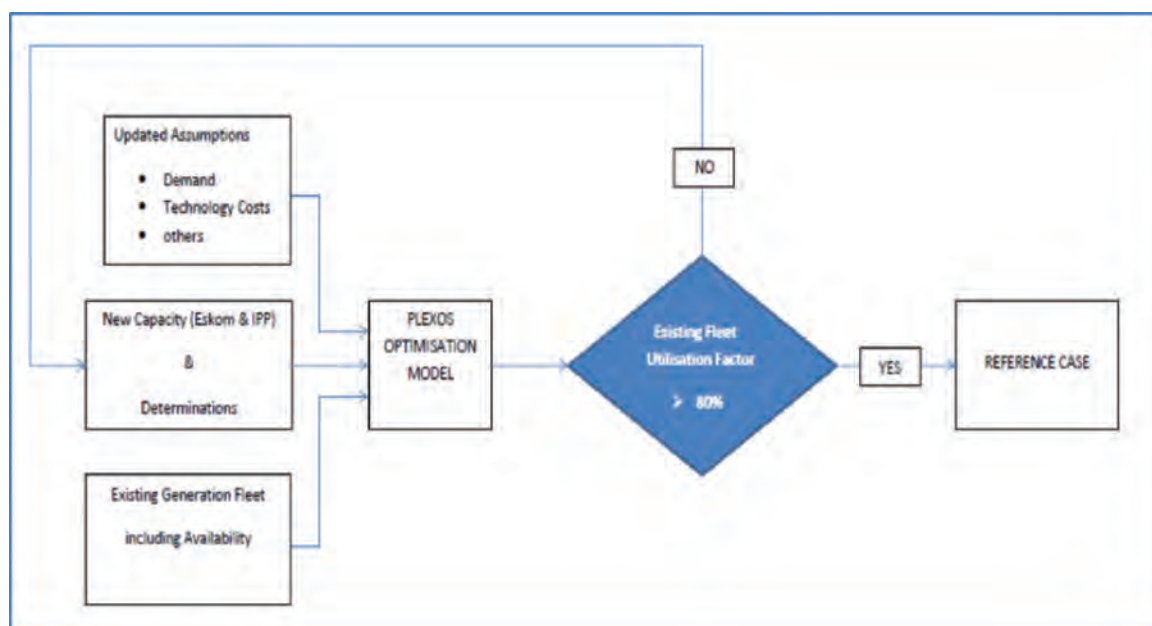 Updated Assumptions
• Demand
• Technology Costs
• others
New Capacity (Eskom & IPP)
&
Determinations
Existing Generation Fleet
including Availability
PLEXOS
OPTIMISATION
MODEL
Existing Fleet
Utilisation Factor
➢ 80%
NO
YES
REFERENCE CASE